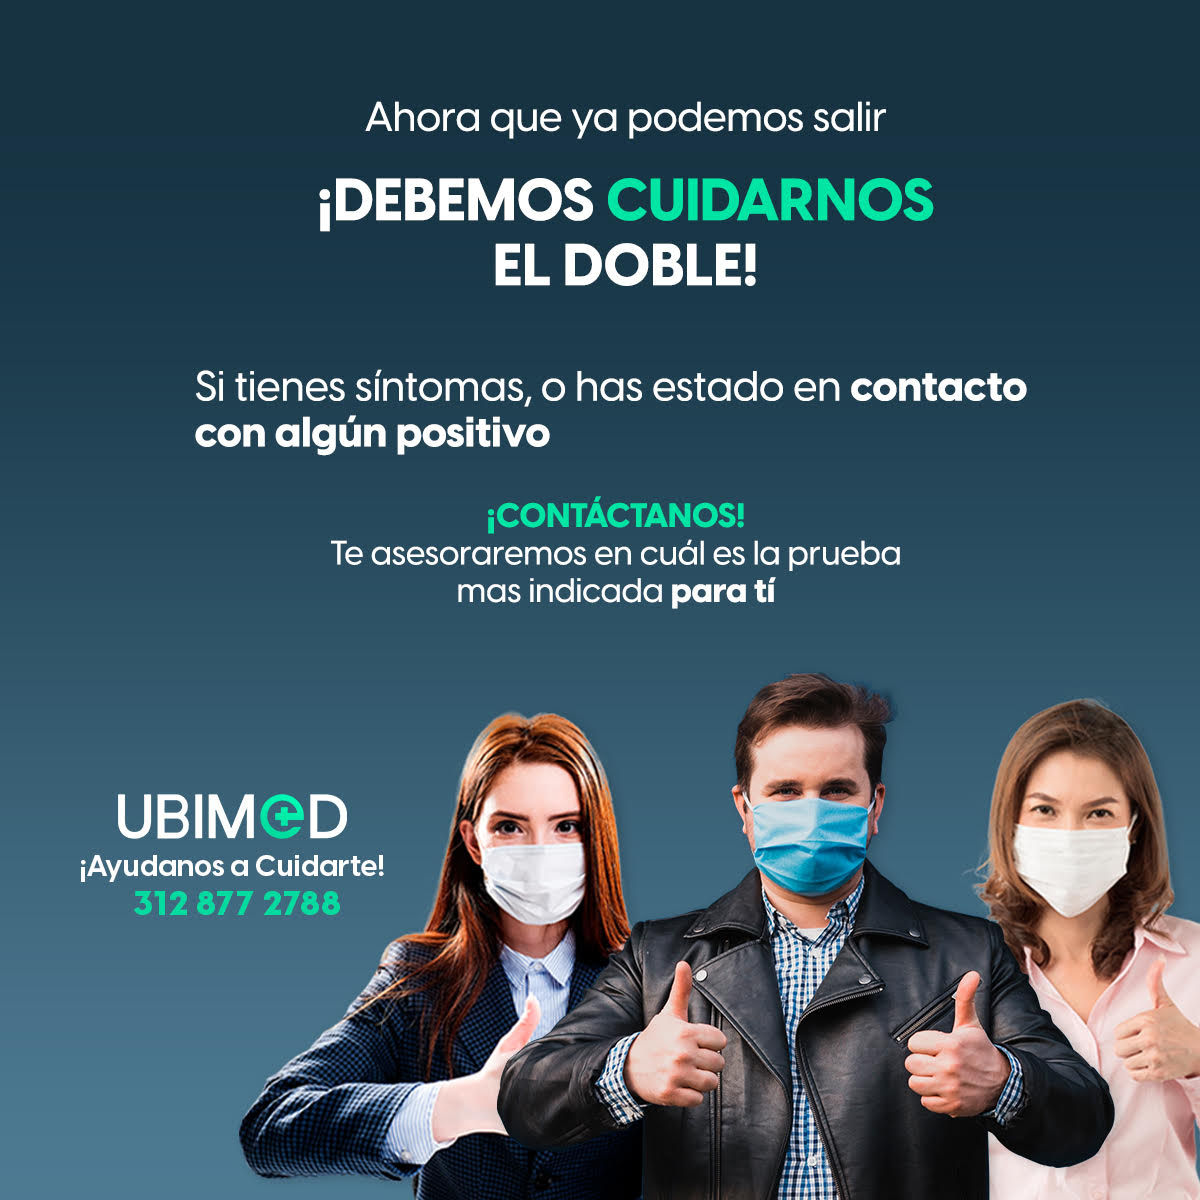 Ahora que ya podemos salir
¡DEBEMOS CUIDARNOS
EL DOBLE!
Si tienes síntomas, o has estado en contacto
con algún positivo
¡CONTÁCTANOS!
Te asesoraremos en cuál es la prueba
mas indicada para tí
UBIMED
¡Ayudanos a Cuidarte!
312 877 2788